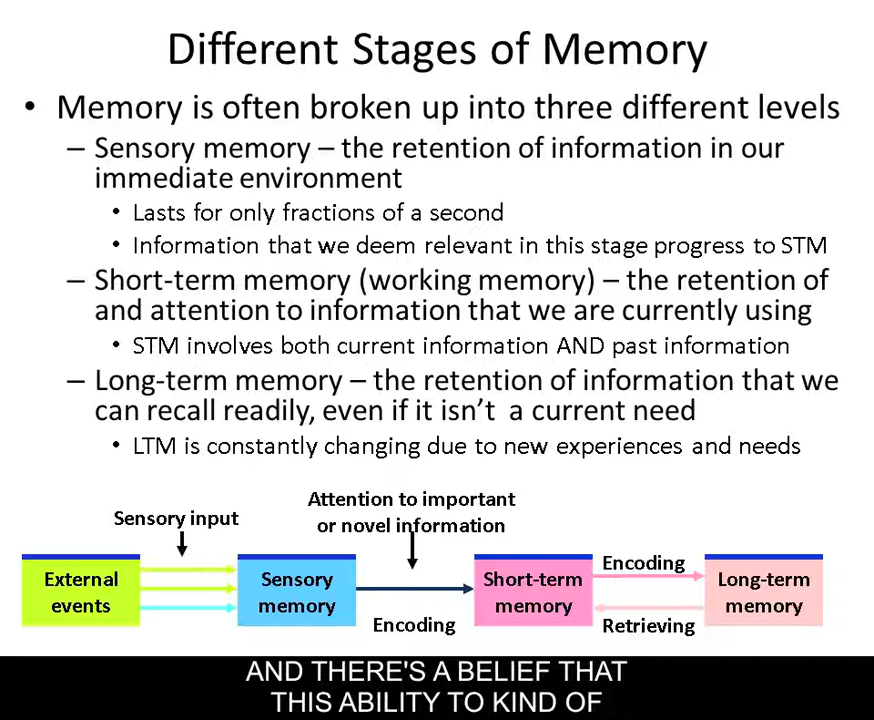 Different Stages of Memory
• Memory is often broken up into three different levels
– Sensory memory – the retention of information in our
immediate environment
• Lasts for only fractions of a second
• Information that we deem relevant in this stage progress to STM
– Short-term memory (working memory) – the retention of
and attention to information that we are currently using
• STM involves both current information AND past information
– Long-term memory – the retention of information that we
can recall readily, even if it isn't a current need
• LTM is constantly changing due to new experiences and needs
Sensory input
Attention to important
or novel information
External
events
Sensory
memory
Encoding
Short-term
memory
Encoding
Retrieving
Long-term
memory
AND THERE'S A BELIEF THAT
THIS ABILITY TO KIND OF